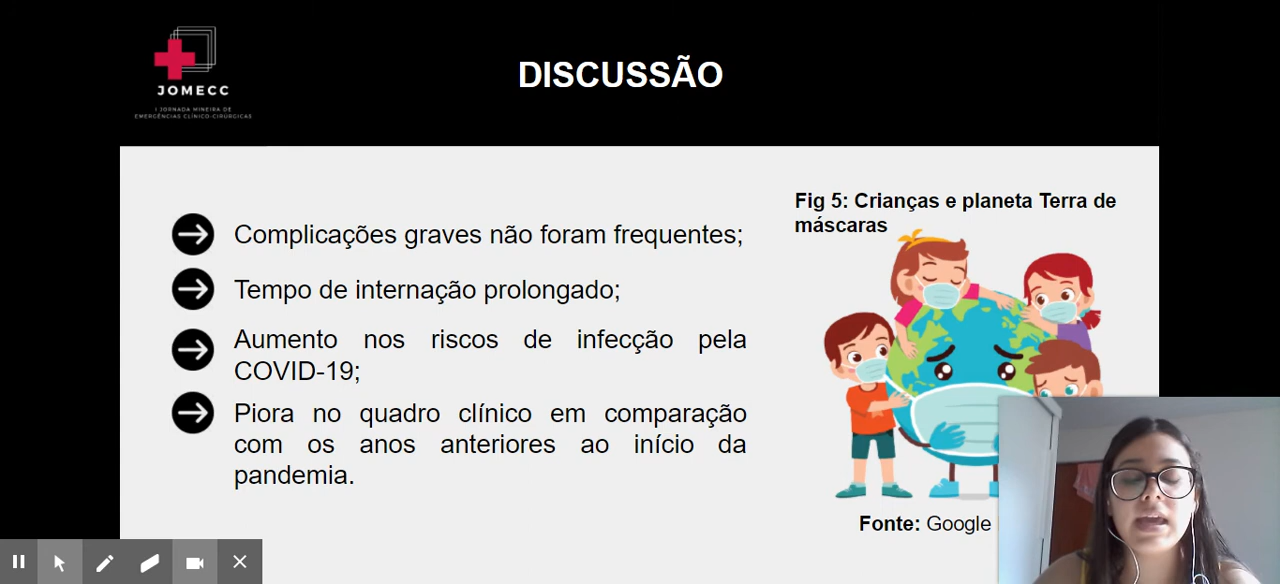 JOMECC
I JORNADA MINEIRA DE
EMERGÊNCIAS CLÍNICO-CIRÚRGICAS
DISCUSSÃO
Complicações graves não foram frequentes;
Tempo de internação prolongado;
Aumento nos riscos de infecção pela
COVID-19;
Piora no quadro clínico em comparação
com os anos anteriores ao início da
pandemia.
Fig 5: Crianças e planeta Terra de
máscaras
Fonte: Google